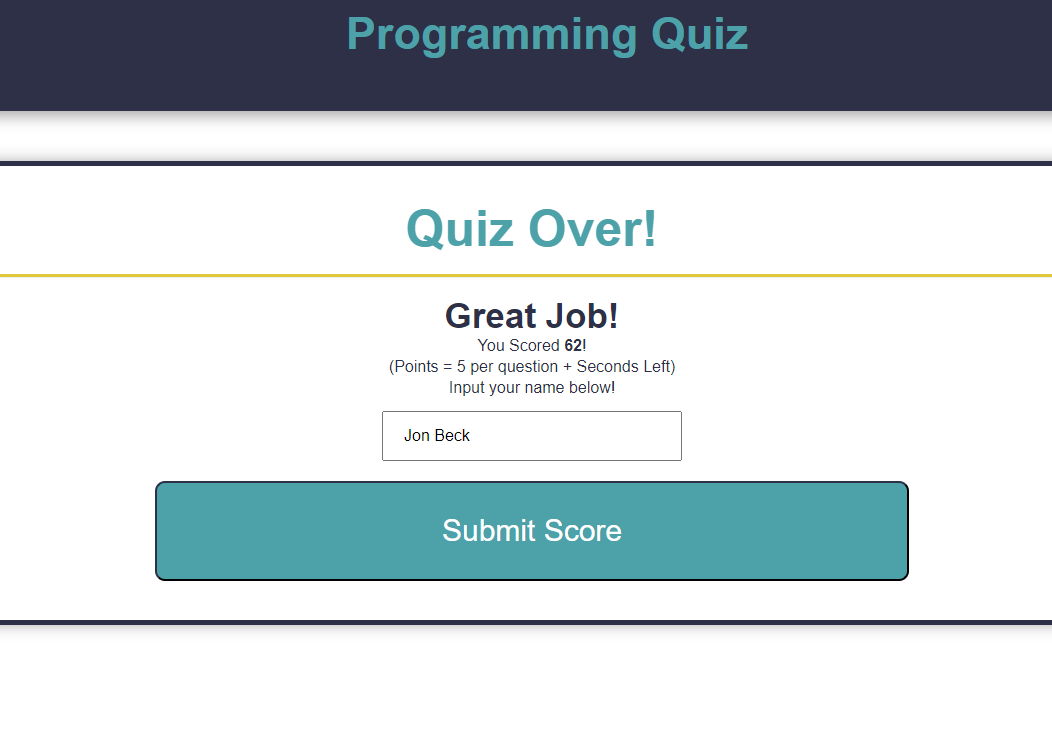 Programming Quiz
Quiz Over!
Great Job!
You Scored 62!
(Points = 5 per question + Seconds Left)
Input your name below!
Jon Beck
Submit Score